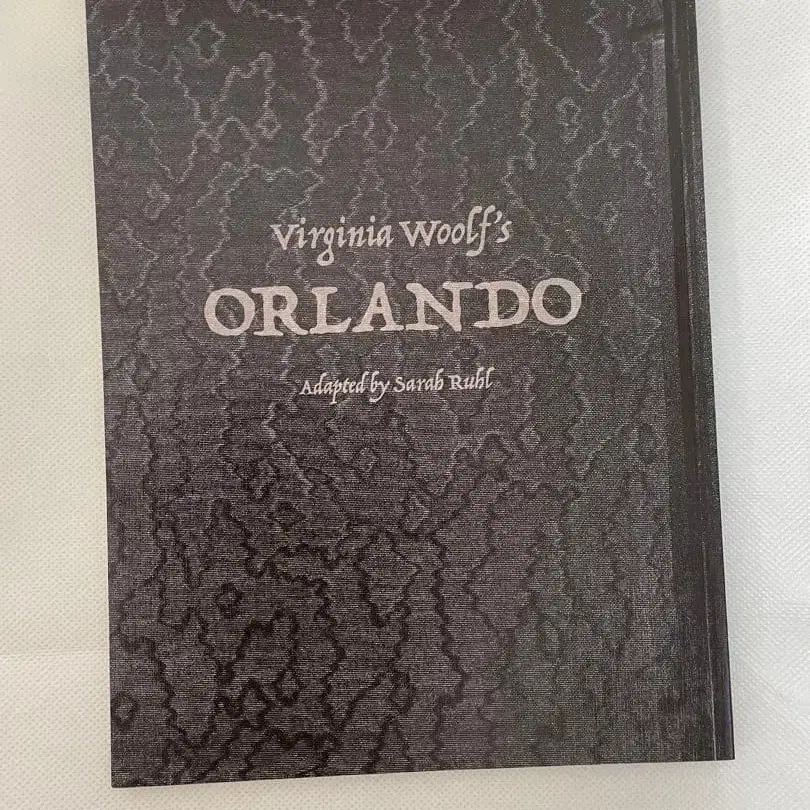 Virginia Woolf's
ORLANDO
Adapted by Sarah Ruhl